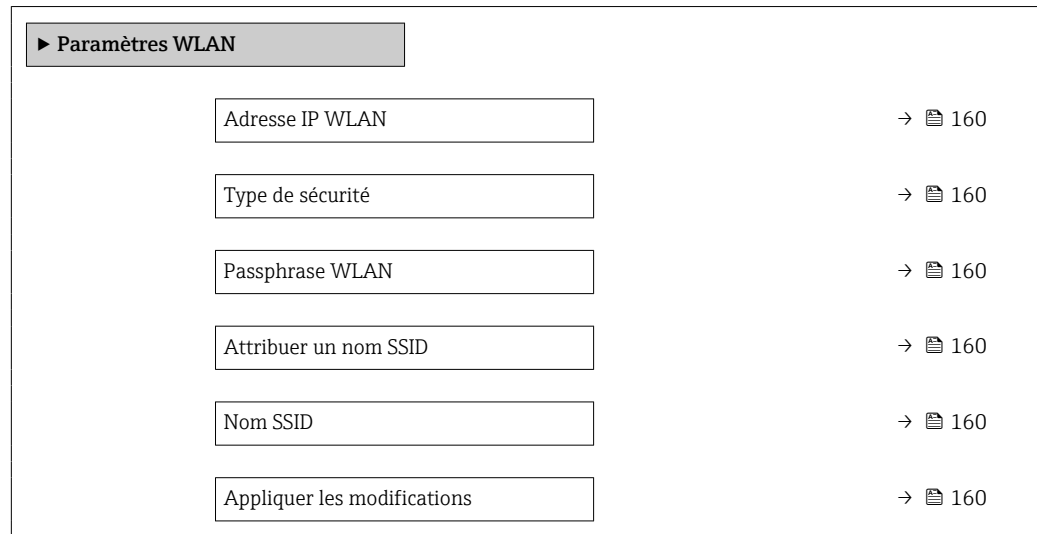 ▶ Paramètres WLAN
Adresse IP WLAN → 160
Type de sécurité → 160
Passphrase WLAN → 160
Attribuer un nom SSID → 160
Nom SSID → 160
Appliquer les modifications → 160